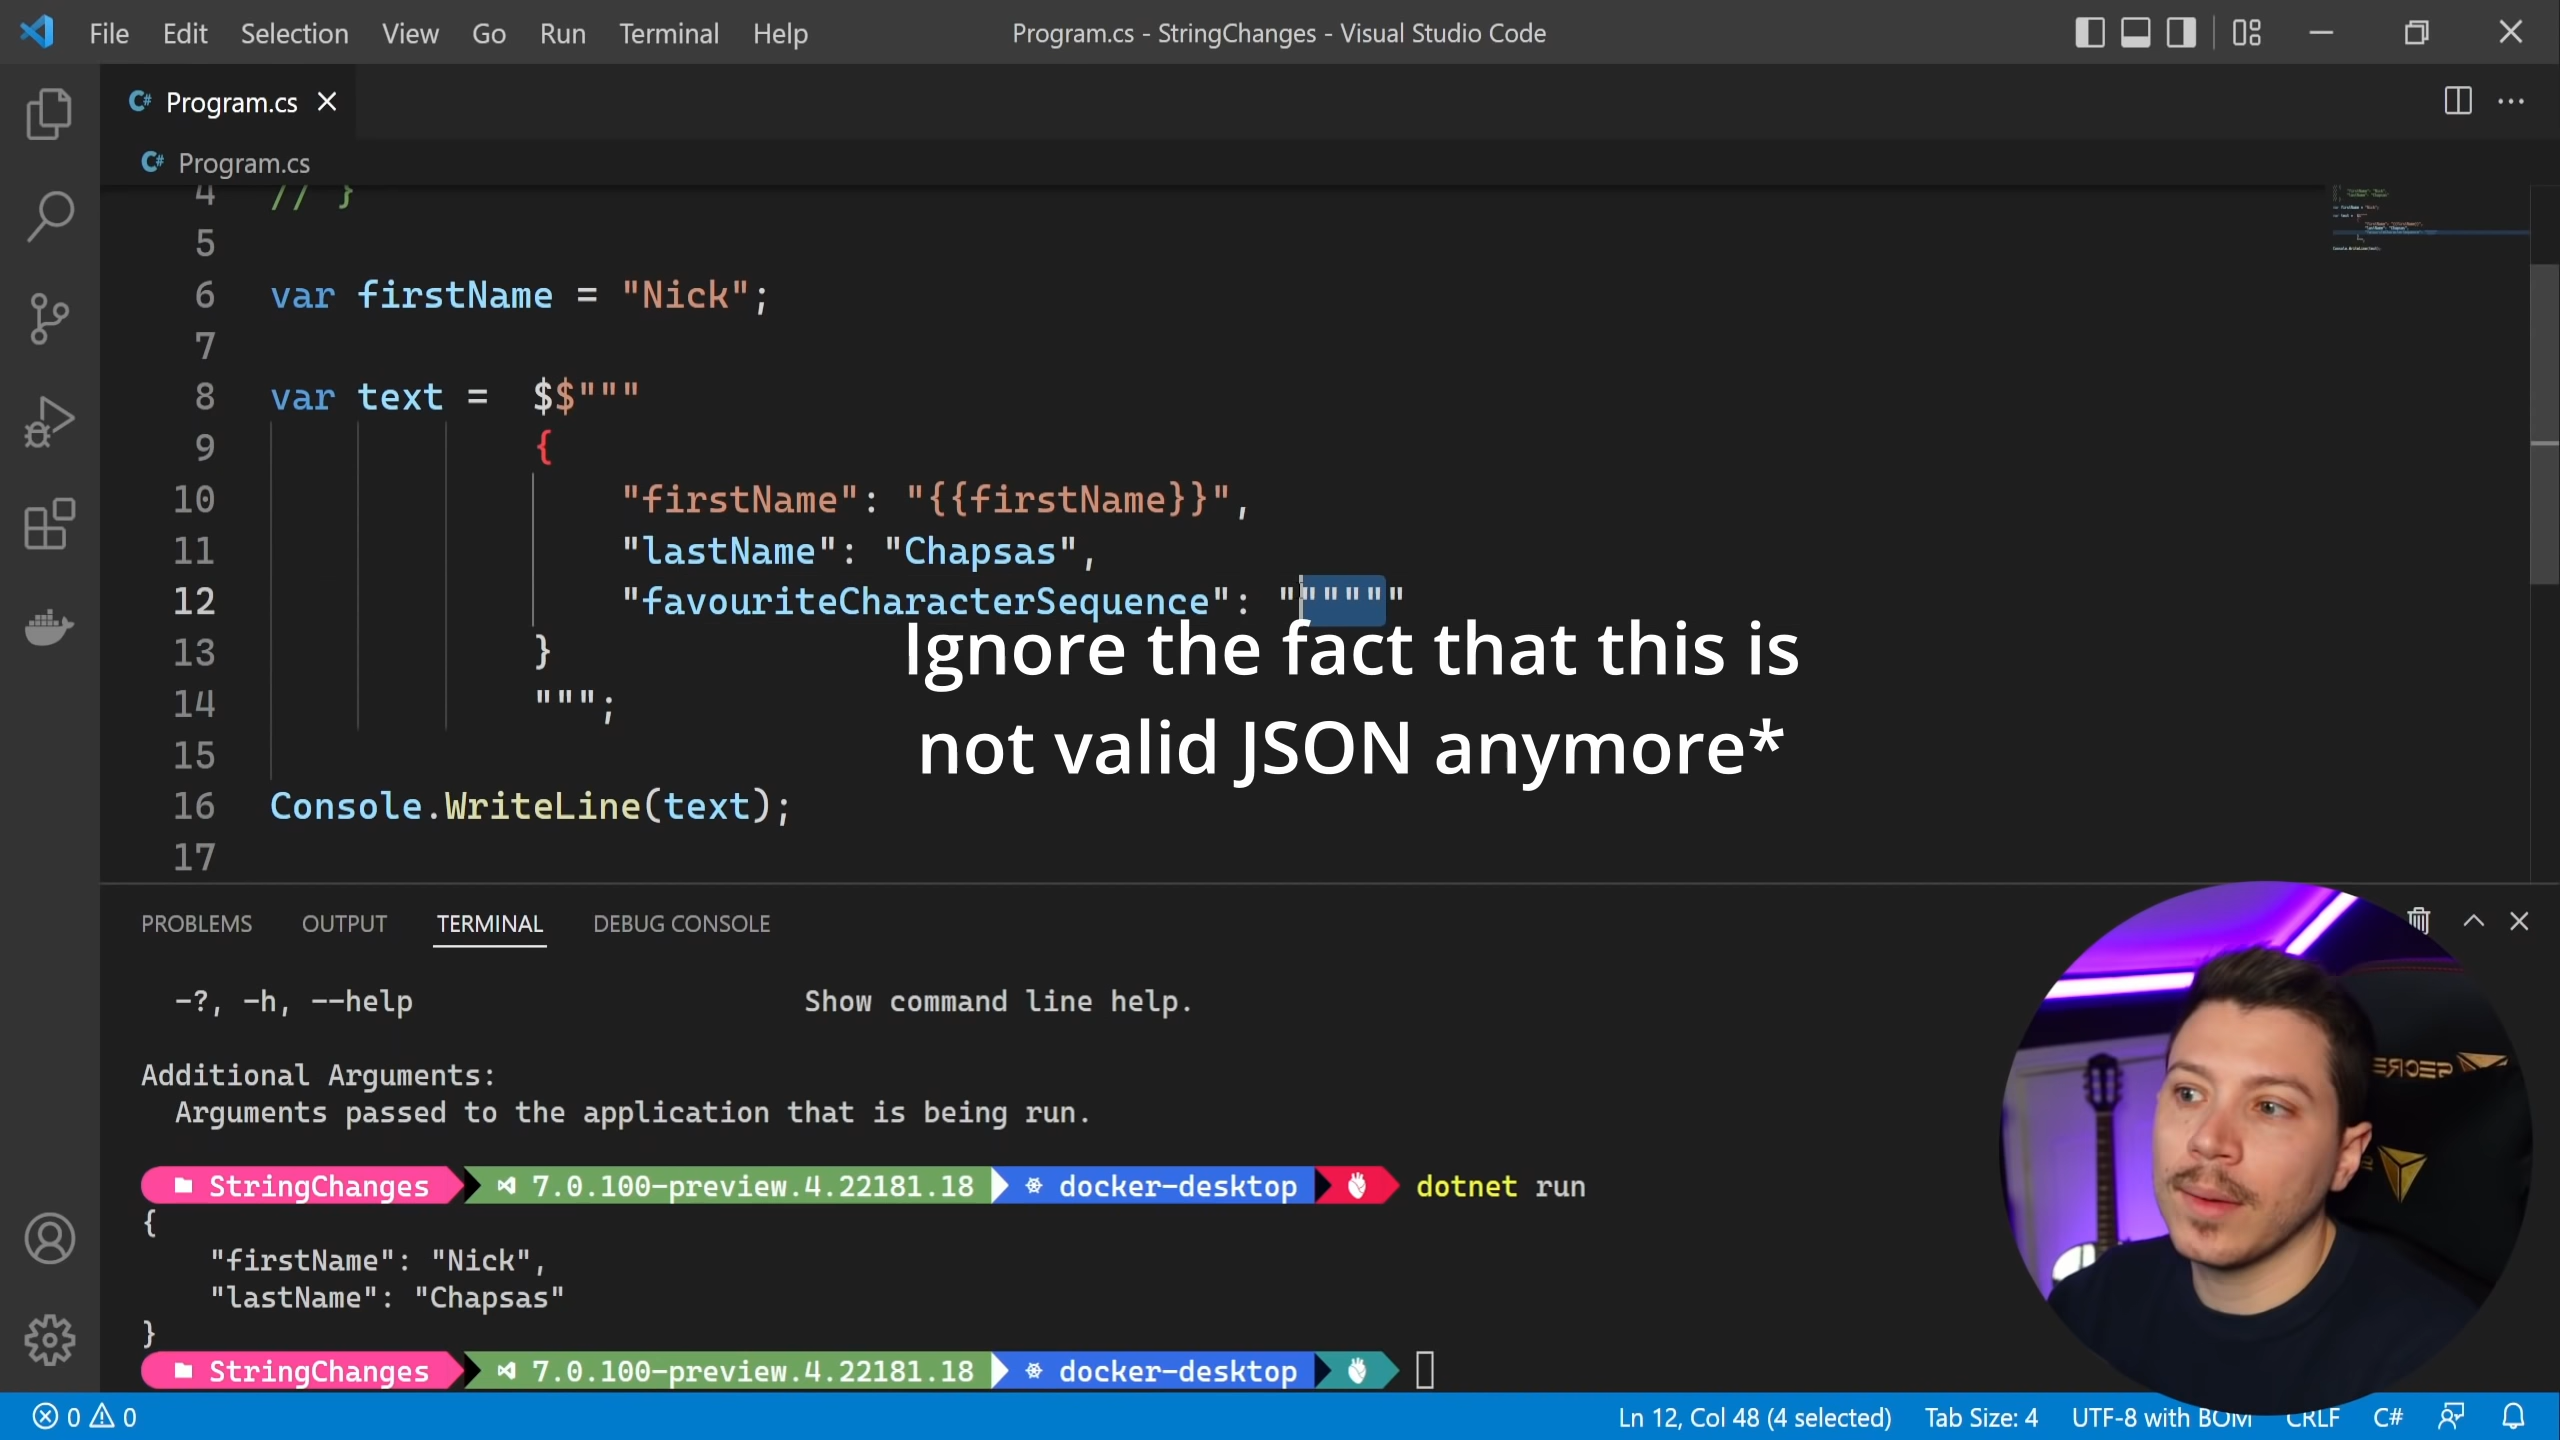 File Edit Selection View Go Run Terminal Help Program.cs - StringChanges - Visual Studio Code
Program.cs
Program.cs
4 // }
5
6 var firstName = "Nick";
7
8 var text = $$"""
9 {
10 "firstName": "{{firstName}}",
11 "lastName": "Chapsas",
12 "favouriteCharacterSequence": """"""
13 }
14 """;
15
16 Console.WriteLine(text);
17
Ignore the fact that this is
not valid JSON anymore*
PROBLEMS OUTPUT TERMINAL DEBUG CONSOLE
-?, -h, --help Show command line help.
Additional Arguments:
Arguments passed to the application that is being run.
StringChanges 7.0.100-preview.4.22181.18 docker-desktop dotnet run
{
"firstName": "Nick",
"lastName": "Chapsas"
}
StringChanges 7.0.100-preview.4.22181.18 docker-desktop
0 0 Ln 12, Col 48 (4 selected) Tab Size: 4 UTF-8 with BOM CRLF C#